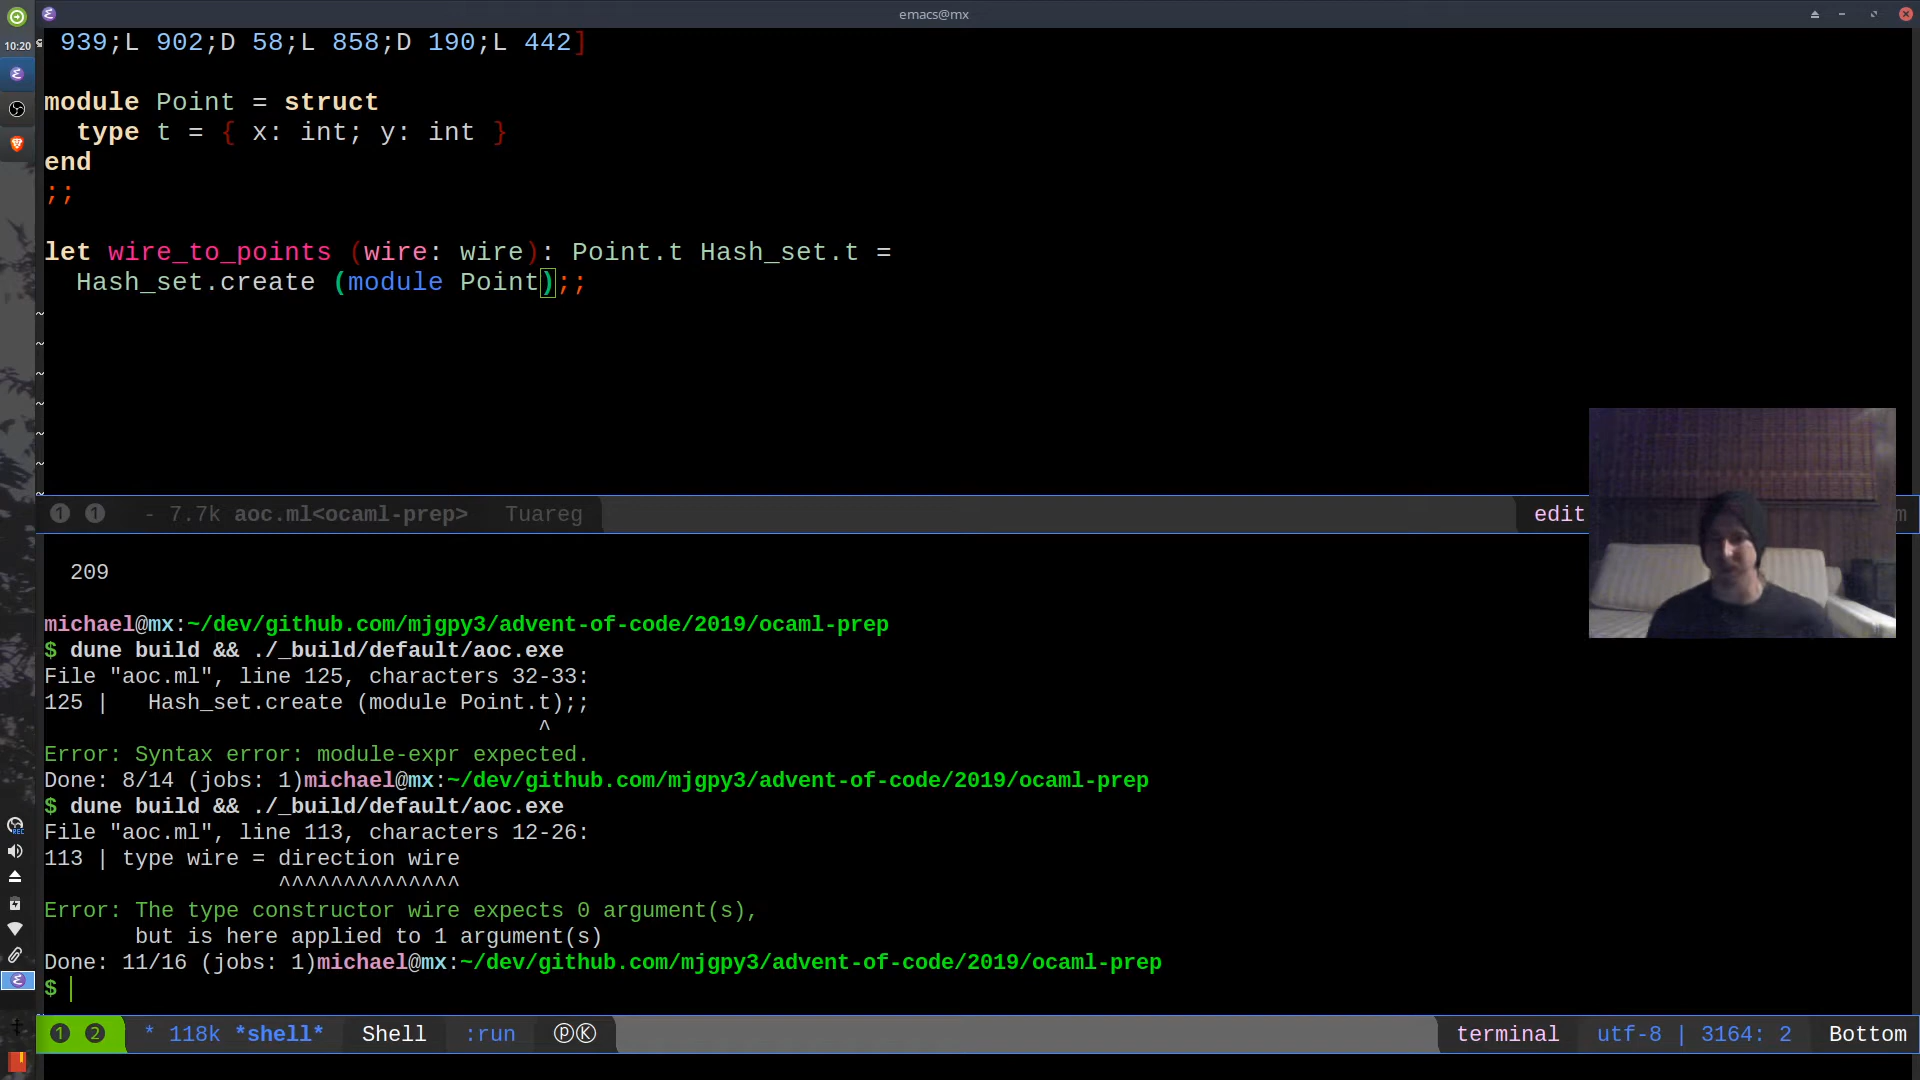 emacs@mx
10:20
939;L 902;D 58;L 858;D 190;L 442]
module Point = struct
type t = { x: int; y: int }
end
;;
let wire_to_points (wire: wire): Point.t Hash_set.t =
Hash_set.create (module Point);;
~
~
~
~
~
~
~
1 1 - 7.7k aoc.ml<ocaml-prep> Tuareg edit m
209
michael@mx:~/dev/github.com/mjgpy3/advent-of-code/2019/ocaml-prep
$ dune build && ./_build/default/aoc.exe
File "aoc.ml", line 125, characters 32-33:
125 | Hash_set.create (module Point.t);;
^
Error: Syntax error: module-expr expected.
Done: 8/14 (jobs: 1)michael@mx:~/dev/github.com/mjgpy3/advent-of-code/2019/ocaml-prep
$ dune build && ./_build/default/aoc.exe
File "aoc.ml", line 113, characters 12-26:
113 | type wire = direction wire
^^^^^^^^^^^^^^
Error: The type constructor wire expects 0 argument(s),
but is here applied to 1 argument(s)
Done: 11/16 (jobs: 1)michael@mx:~/dev/github.com/mjgpy3/advent-of-code/2019/ocaml-prep
$
1 2 * 118k *shell* Shell :run ⓟⓀ terminal utf-8 | 3164: 2 Bottom